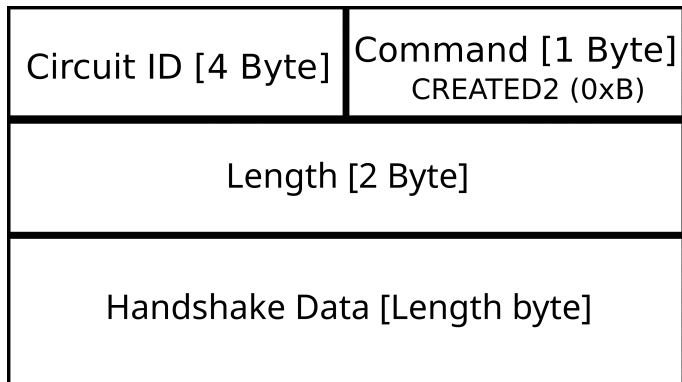 Circuit ID [4 Byte]
Command [1 Byte]
CREATED2 (0xB)
Length [2 Byte]
Handshake Data [Length byte]